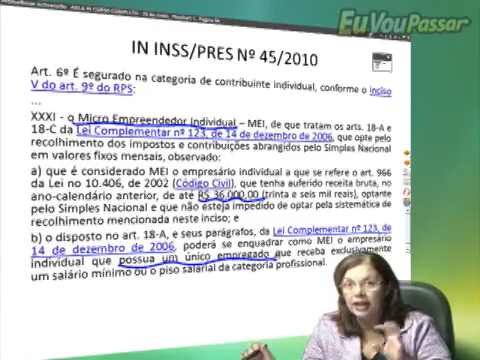 EuVouPassar
IN INSS/PRES Nº 45/2010
Art. 6º É segurado na categoria de contribuinte individual, conforme o inciso
V do art. 9º do RPS:
...
XXXI - o Micro Empreendedor Individual – MEI, de que tratam os arts. 18-A e
18-C da Lei Complementar nº 123, de 14 de dezembro de 2006, que opte pelo
recolhimento dos impostos e contribuições abrangidos pelo Simples Nacional
em valores fixos mensais, observado:
a) que é considerado MEI o empresário individual a que se refere o art. 966
da Lei no 10.406, de 2002 (Código Civil), que tenha auferido receita bruta, no
ano-calendário anterior, de até R$ 36.000,00 (trinta e seis mil reais), optante
pelo Simples Nacional e que não esteja impedido de optar pela sistemática de
recolhimento mencionada neste inciso; e
b) o disposto no art. 18-A, e seus parágrafos, da Lei Complementar nº 123, de
14 de dezembro de 2006, poderá se enquadrar como MEI o empresário
individual que possua um único empregado que receba exclusivamente
um salário mínimo ou o piso salarial da categoria profissional.